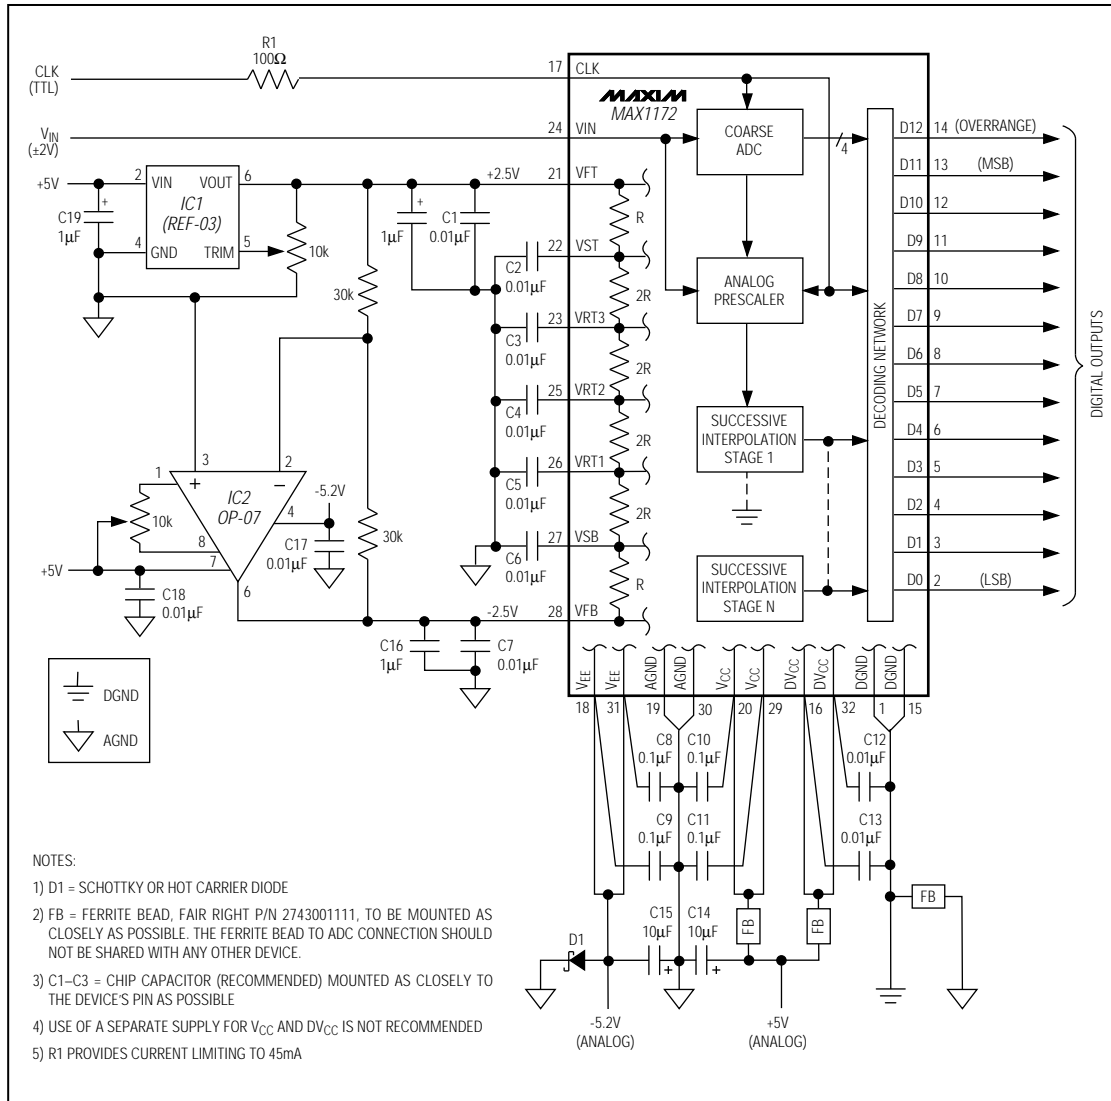 R1
100Ω
CLK
(TTL)
17
CLK
MAXIM
MAX1172
VIN
(±2V)
24
VIN
COARSE
ADC
4
D12
14
(OVERRANGE)
D11
13
(MSB)
D10
12
D9
11
D8
10
D7
9
D6
8
D5
7
D4
6
D3
5
D2
4
D1
3
D0
2
(LSB)
DIGITAL OUTPUTS
DECODING NETWORK
ANALOG
PRESCALER
SUCCESSIVE
INTERPOLATION
STAGE 1
SUCCESSIVE
INTERPOLATION
STAGE N
+5V
2
VIN
VOUT
6
IC1
(REF-03)
4
GND
TRIM
5
C19
1µF
+
10k
30k
+
1µF
C1
0.01µF
+2.5V
21
VFT
R
C2
0.01µF
22
VST
2R
C3
0.01µF
23
VRT3
2R
C4
0.01µF
25
VRT2
2R
C5
0.01µF
26
VRT1
2R
C6
0.01µF
27
VSB
R
-2.5V
28
VFB
3
2
1
+
−
IC2
OP-07
-5.2V
4
10k
8
7
+5V
6
C17
0.01µF
C18
0.01µF
30k
C16
1µF
C7
0.01µF
DGND
AGND
VEE
VEE
AGND
AGND
VCC
VCC
DVCC
DVCC
DGND
DGND
18
31
19
30
20
29
16
32
1
15
C8
0.1µF
C10
0.1µF
C12
0.01µF
C9
0.1µF
C11
0.1µF
C13
0.01µF
C15
10µF
+
C14
10µF
+
FB
FB
FB
D1
-5.2V
(ANALOG)
+5V
(ANALOG)
NOTES:
1) D1 = SCHOTTKY OR HOT CARRIER DIODE
2) FB = FERRITE BEAD, FAIR RIGHT P/N 2743001111, TO BE MOUNTED AS
CLOSELY AS POSSIBLE. THE FERRITE BEAD TO ADC CONNECTION SHOULD
NOT BE SHARED WITH ANY OTHER DEVICE.
3) C1–C3 = CHIP CAPACITOR (RECOMMENDED) MOUNTED AS CLOSELY TO
THE DEVICE'S PIN AS POSSIBLE
4) USE OF A SEPARATE SUPPLY FOR VCC AND DVCC IS NOT RECOMMENDED
5) R1 PROVIDES CURRENT LIMITING TO 45mA